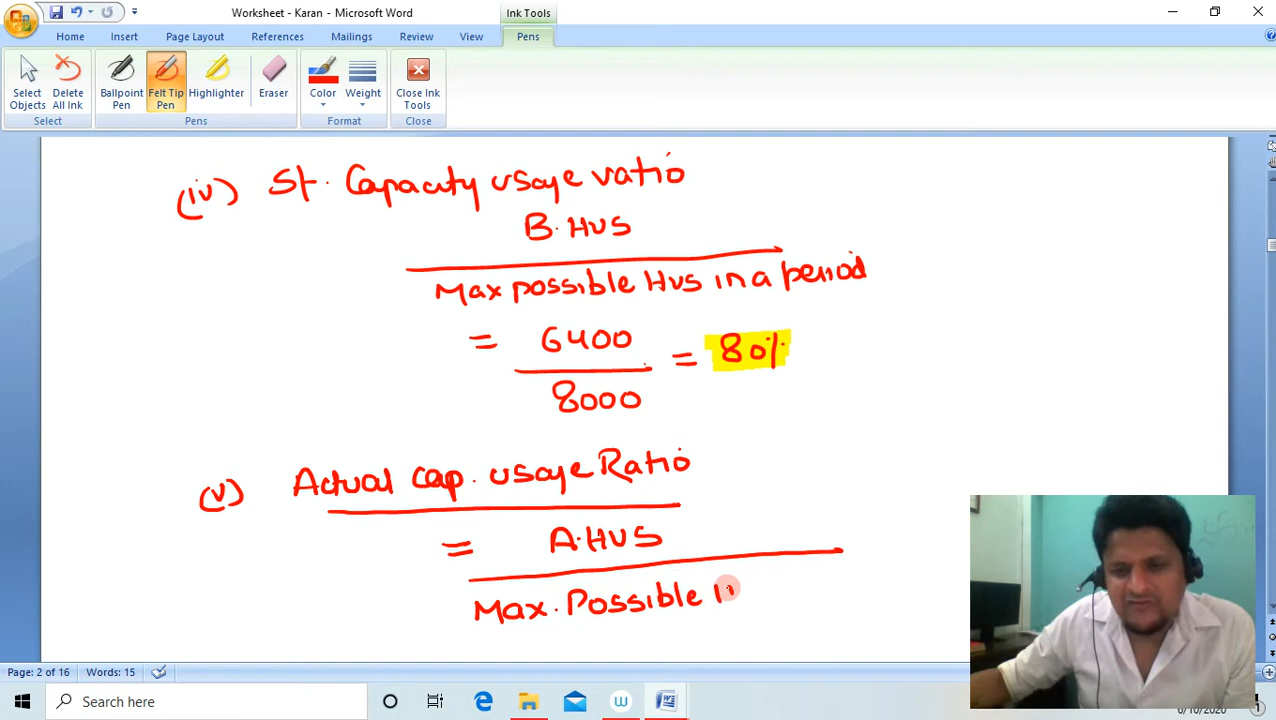 Worksheet - Karan - Microsoft Word
Ink Tools
Home Insert Page Layout References Mailings Review View Pens
Select Objects
Delete All Ink
Ballpoint Pen
Felt Tip Pen
Highlighter
Eraser
Color
Weight
Close Ink Tools
Select
Pens
Format
Close
(iv) St. Capacity usage ratio
B.Hrs
Max possible Hrs in a period
= 6400
8000
= 80%
(v) Actual Cap. usage Ratio
= A.Hrs
Max. Possible
Page: 2 of 16
Words: 15
Search here
6/10/2020